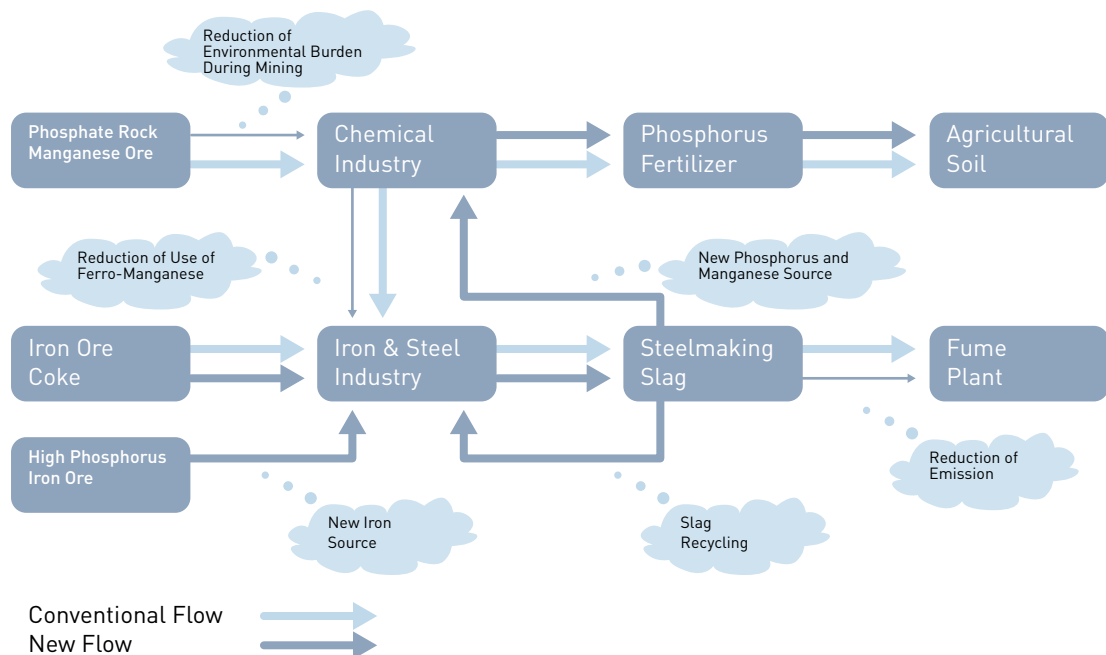 Reduction of
Environmental Burden
During Mining
Phosphate Rock
Manganese Ore
Chemical
Industry
Phosphorus
Fertilizer
Agricultural
Soil
Reduction of Use of
Ferro-Manganese
New Phosphorus and
Manganese Source
Iron Ore
Coke
Iron & Steel
Industry
Steelmaking
Slag
Fume
Plant
High Phosphorus
Iron Ore
Reduction of
Emission
New Iron
Source
Slag
Recycling
Conventional Flow
New Flow